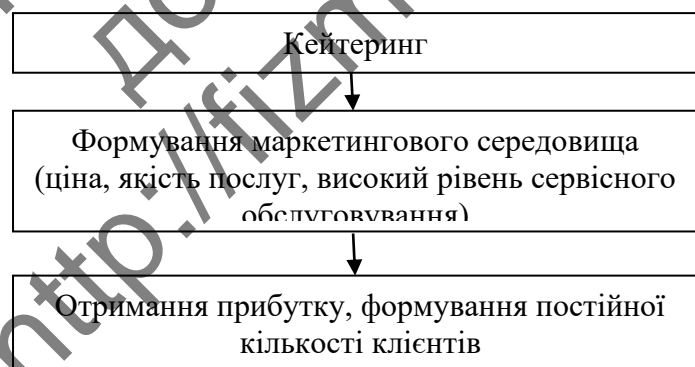 Кейтеринг
Формування маркетингового середовища
(ціна, якість послуг, високий рівень сервісного
обслуговування)
Отримання прибутку, формування постійної
кількості клієнтів